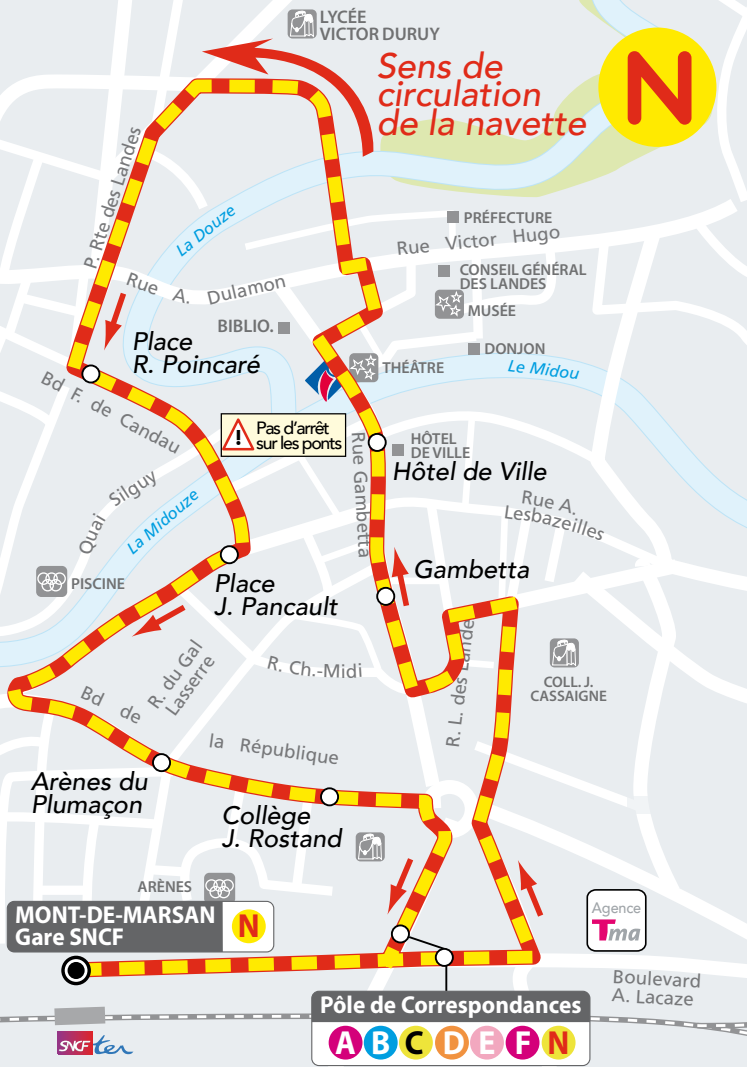 LYCÉE
VICTOR DURUY
Sens de
circulation
de la navette
N
P. Rte des Landes
La Douze
PRÉFECTURE
Rue Victor Hugo
Rue A. Dulamon
CONSEIL GÉNÉRAL
DES LANDES
MUSÉE
BIBLIO.
Place
R. Poincaré
DONJON
THÉÂTRE
Le Midou
Bd F. de Candau
Pas d'arrêt
sur les ponts
HÔTEL
DE VILLE
Rue Gambetta
Hôtel de Ville
Quai Silguy
La Midouze
Rue A.
Lesbazeilles
PISCINE
Place
J. Pancault
Gambetta
R. du Gal
Lasserre
R. Ch.-Midi
R. L. des Lande
COLL. J.
CASSAIGNE
Bd de
la République
Arènes du
Plumaçon
Collège
J. Rostand
ARÈNES
MONT-DE-MARSAN
Gare SNCF
N
Agence
Tma
Boulevard
A. Lacaze
Pôle de Correspondances
A B C D E F N
SNCF ter